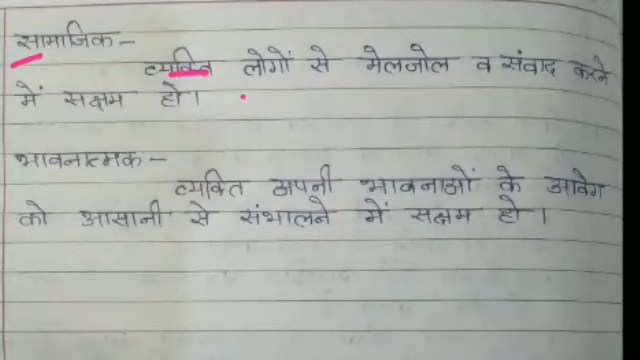 सामाजिक –
व्यक्ति लोगों से मेलजोल व संवाद करने
में सक्षम हो।
भावनात्मक –
व्यक्ति अपनी भावनाओं के आवेग
को आसानी से संभालने में सक्षम हो।